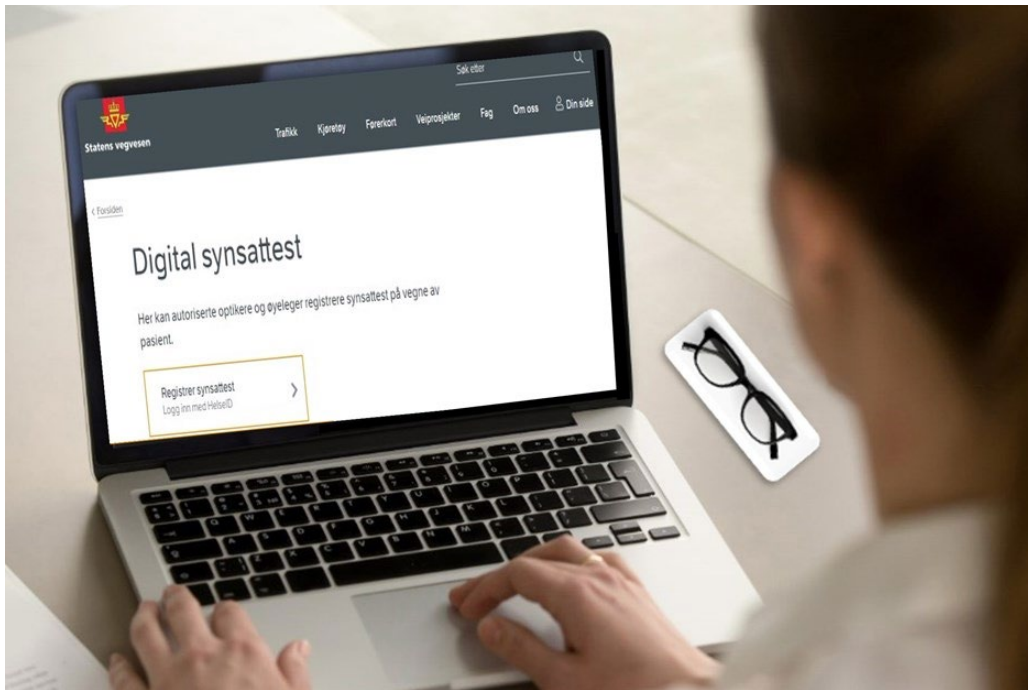 Søk etter
Statens vegvesen
Trafikk Kjøretøy Førerkort Veiprosjekter Fag Om oss Din side
< Forsiden
Digital synsattest
Her kan autoriserte optikere og øyeleger registrere synsattest på vegne av
pasient.
Registrer synsattest
Logg inn med HelseID